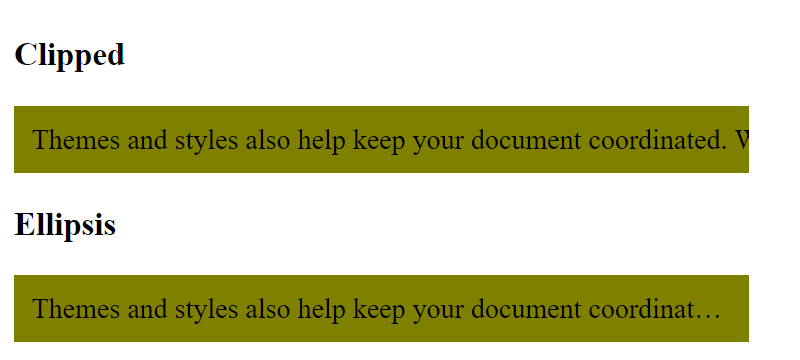 Clipped
Themes and styles also help keep your document coordinated.
Ellipsis
Themes and styles also help keep your document coordinat…